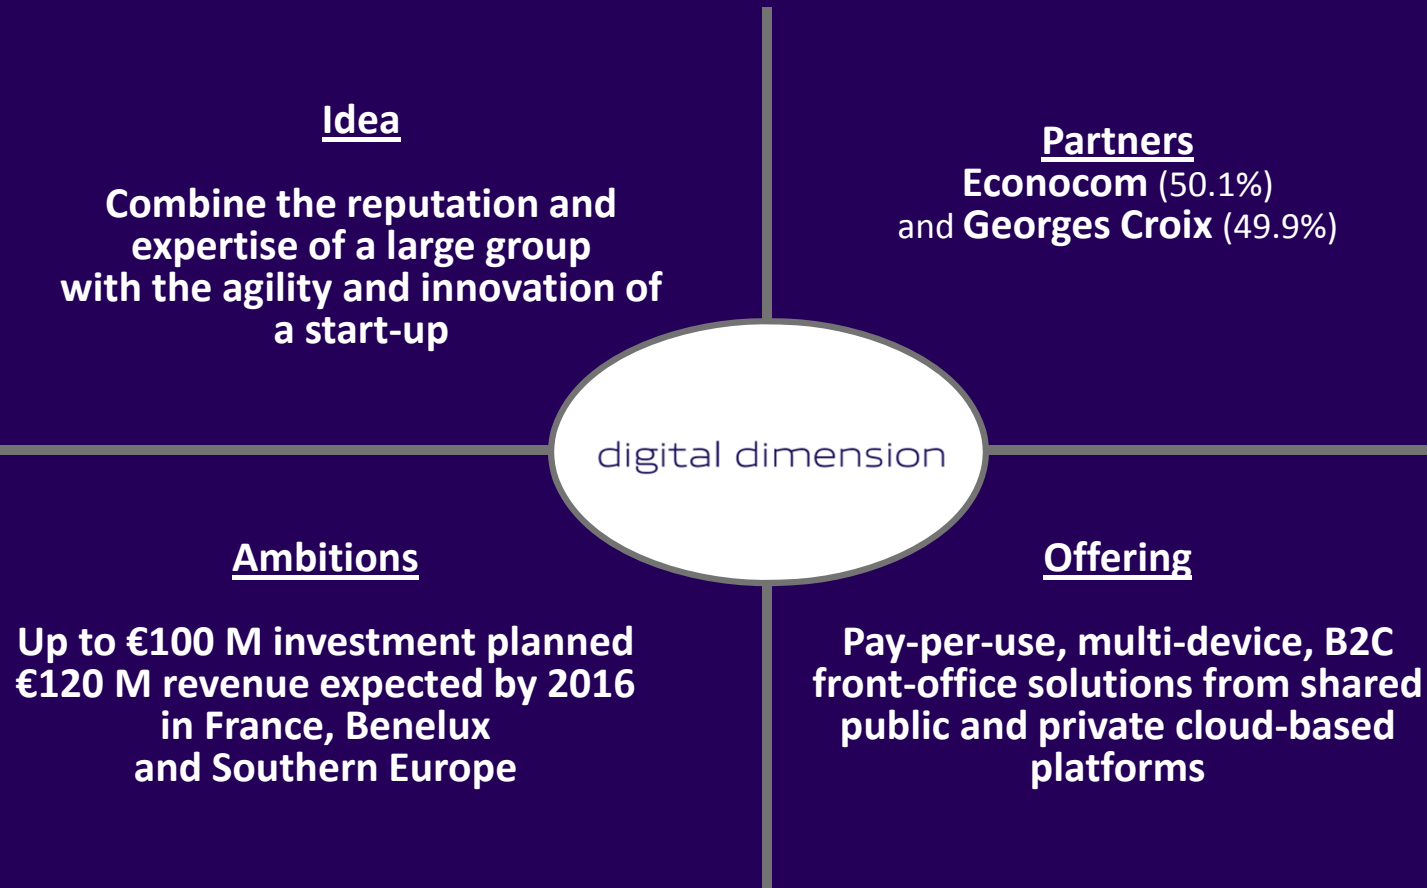 Idea
Combine the reputation and
expertise of a large group
with the agility and innovation of
a start-up
Partners
Econocom (50.1%)
and Georges Croix (49.9%)
digital dimension
Ambitions
Up to €100 M investment planned
€120 M revenue expected by 2016
in France, Benelux
and Southern Europe
Offering
Pay-per-use, multi-device, B2C
front-office solutions from shared
public and private cloud-based
platforms